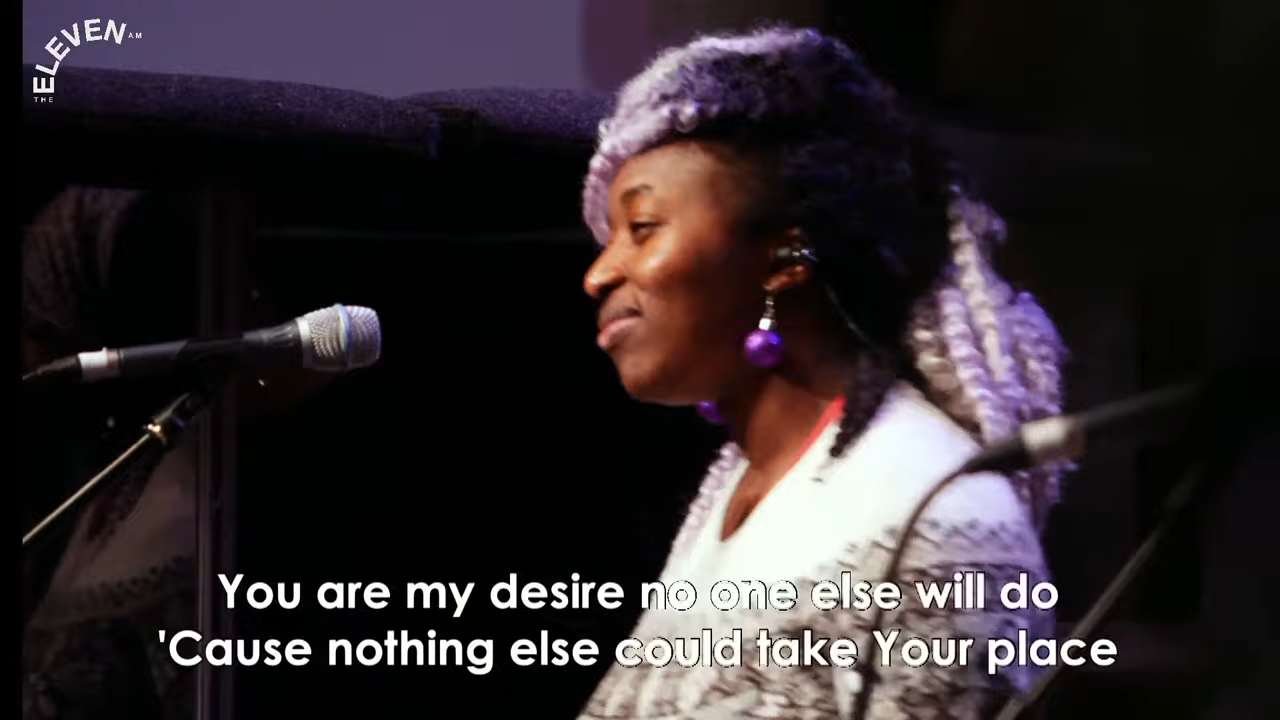 THE ELEVEN AM
You are my desire no one else will do
'Cause nothing else could take Your place